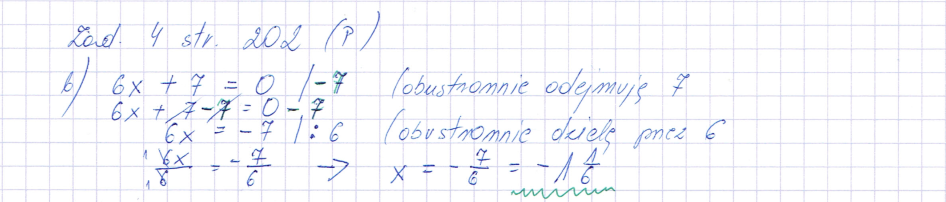 Zad. 4 str. 202 (P)
b) 6x + 7 = 0 /-7 (obustronnie odejmuję 7
6x + 7 - 7 = 0 - 7
6x = -7 /: 6 (obustronnie dzielę przez 6
6x/6 = -7/6 → x = -7/6 = -1 1/6